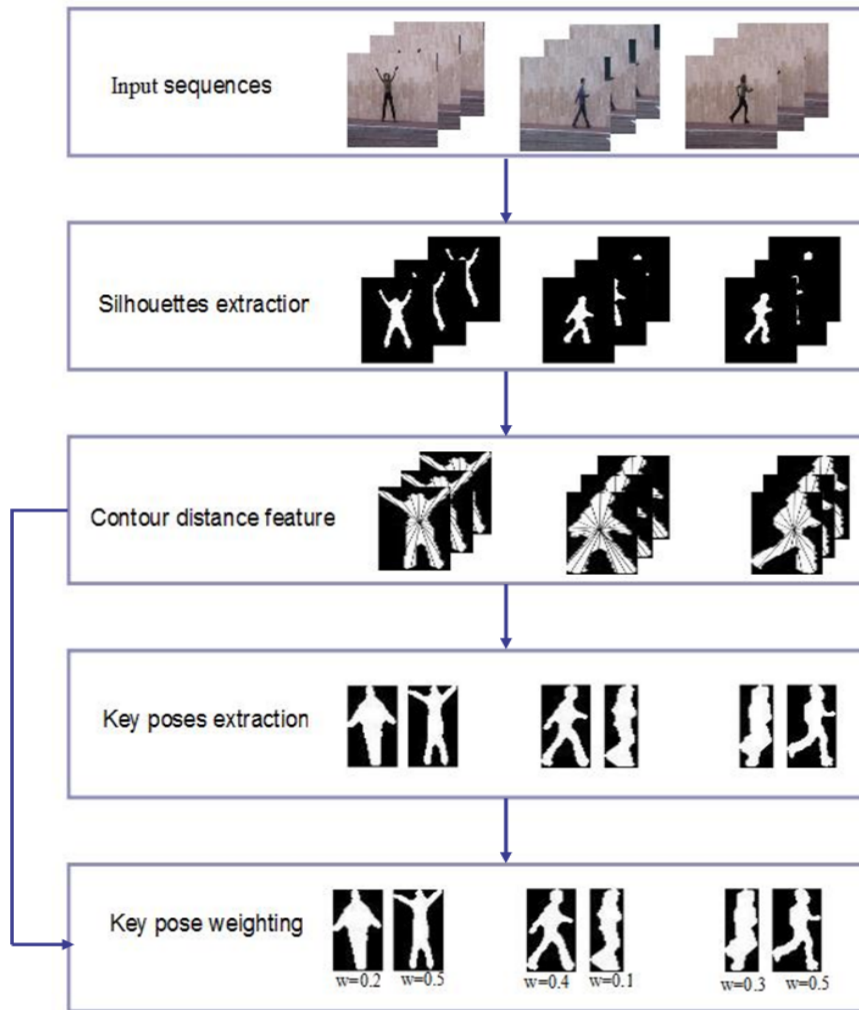 Input sequences
Silhouettes extraction
Contour distance feature
Key poses extraction
Key pose weighting
w=0.2 w=0.5 w=0.4 w=0.1 w=0.3 w=0.5